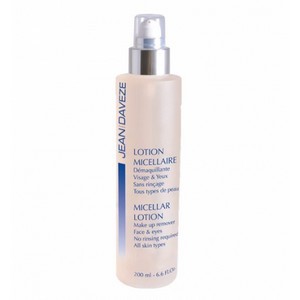 JEAN DAVEZE
LOTION
MICELLAIRE
Démaquillante
Visage & Yeux
Sans rinçage
Tous types de peaux
MICELLAR
LOTION
Make up remover
Face & eyes
No rinsing required
All skin types
200 ml - 6.6 Fl.Oz